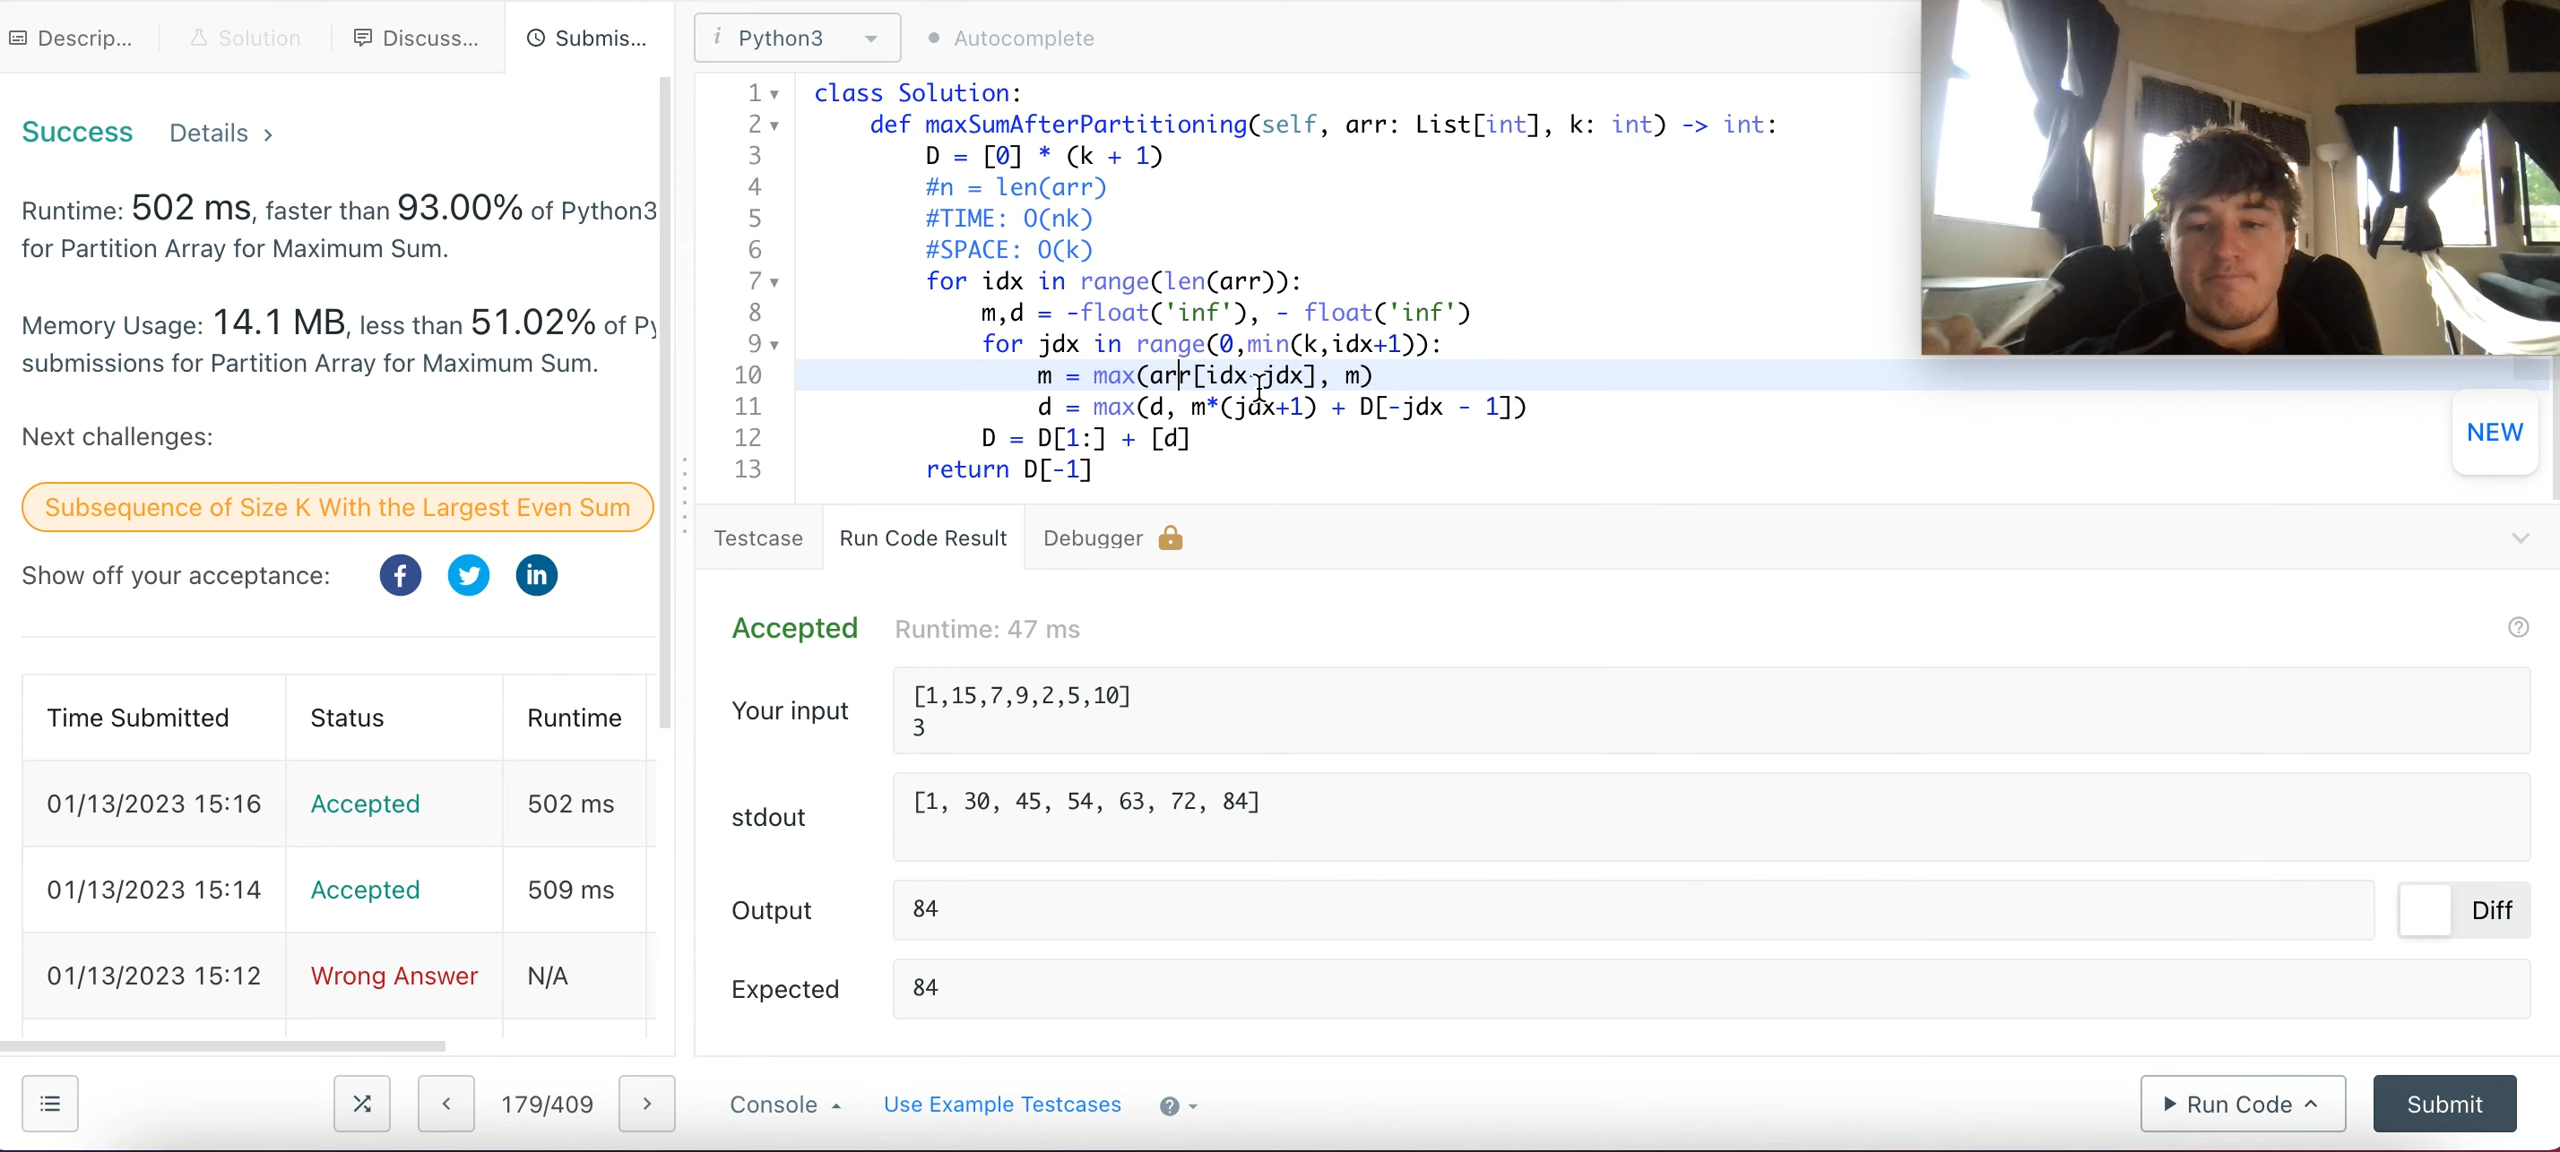 Descrip...
Solution
Discuss...
Submis...
i Python3
Autocomplete
Success Details >
Runtime: 502 ms, faster than 93.00% of Python3
for Partition Array for Maximum Sum.
Memory Usage: 14.1 MB, less than 51.02% of Py
submissions for Partition Array for Maximum Sum.
Next challenges:
Subsequence of Size K With the Largest Even Sum
Show off your acceptance:
Time Submitted Status Runtime
01/13/2023 15:16 Accepted 502 ms
01/13/2023 15:14 Accepted 509 ms
01/13/2023 15:12 Wrong Answer N/A
179/409
1 class Solution:
2 def maxSumAfterPartitioning(self, arr: List[int], k: int) -> int:
3 D = [0] * (k + 1)
4 #n = len(arr)
5 #TIME: O(nk)
6 #SPACE: O(k)
7 for idx in range(len(arr)):
8 m,d = -float('inf'), - float('inf')
9 for jdx in range(0,min(k,idx+1)):
10 m = max(arr[idx-jdx], m)
11 d = max(d, m*(jdx+1) + D[-jdx - 1])
12 D = D[1:] + [d]
13 return D[-1]
NEW
Testcase
Run Code Result
Debugger
Accepted Runtime: 47 ms
Your input
[1,15,7,9,2,5,10]
3
stdout
[1, 30, 45, 54, 63, 72, 84]
Output
84
Diff
Expected
84
Console
Use Example Testcases
Run Code
Submit